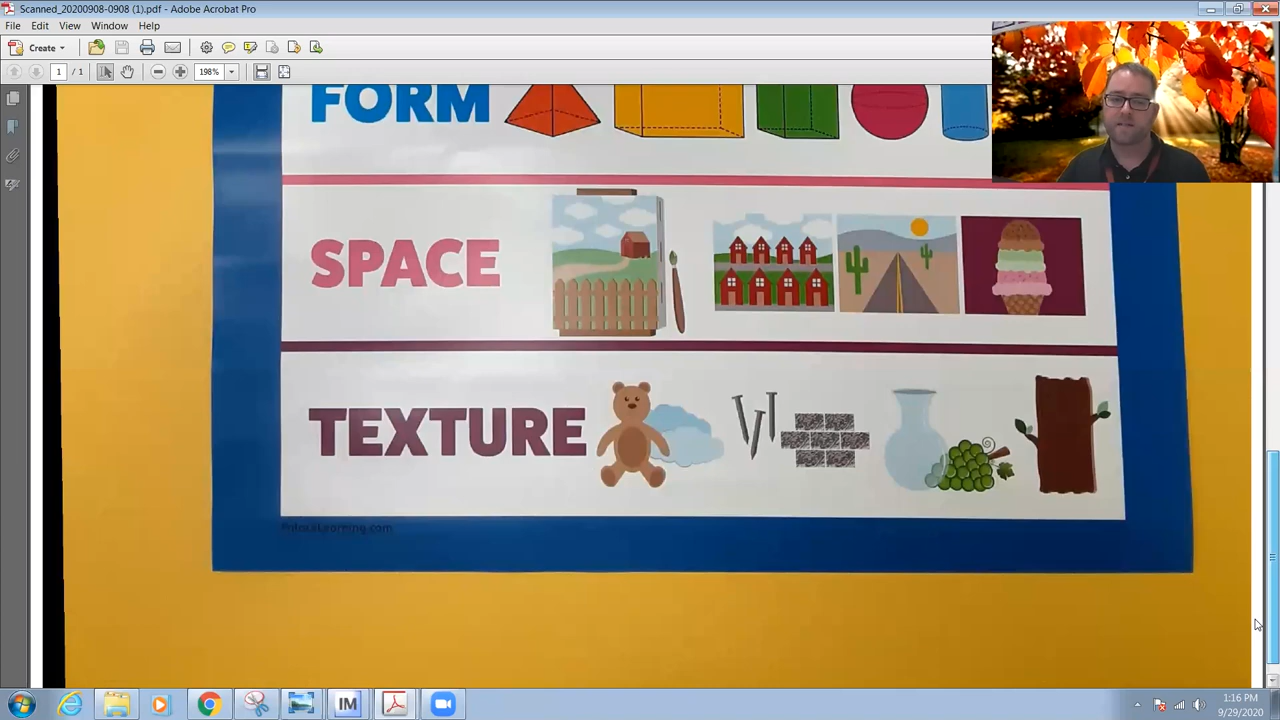 Scanned_20200908-0908 (1).pdf - Adobe Acrobat Pro
File Edit View Window Help
Create
1 / 1
198%
FORM
SPACE
TEXTURE
IM
1:16 PM
9/29/2020